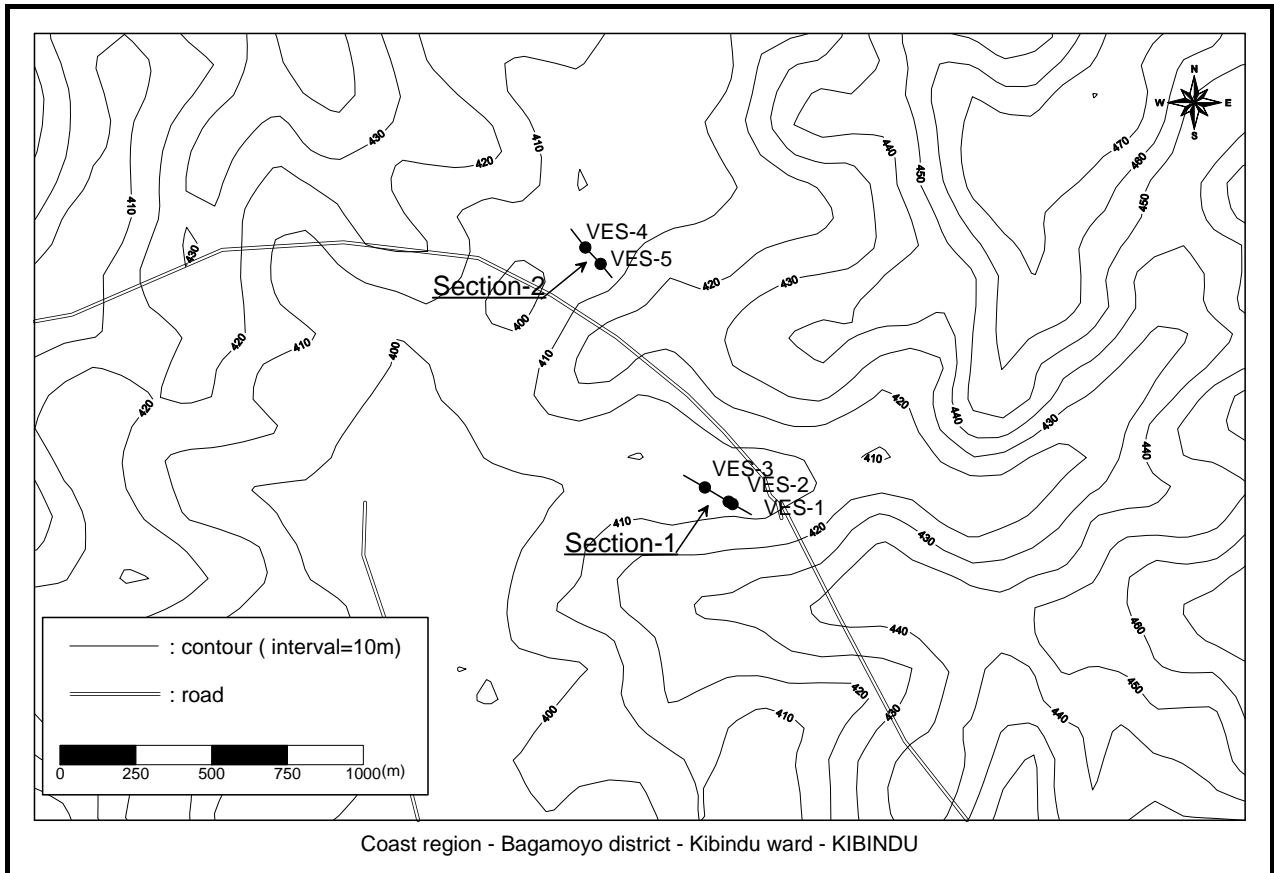 N
W E
S
470
460
450
440
450
430
420
410
410
430
VES-4
VES-5
Section-2
420
430
400
410
420
410
400
420
440
430
420
440
410
VES-3
VES-2
VES-1
410
420
430
Section-1
440
460
450
440
420
430
410
400
: contour ( interval=10m)
: road
0 250 500 750 1000(m)
Coast region - Bagamoyo district - Kibindu ward - KIBINDU